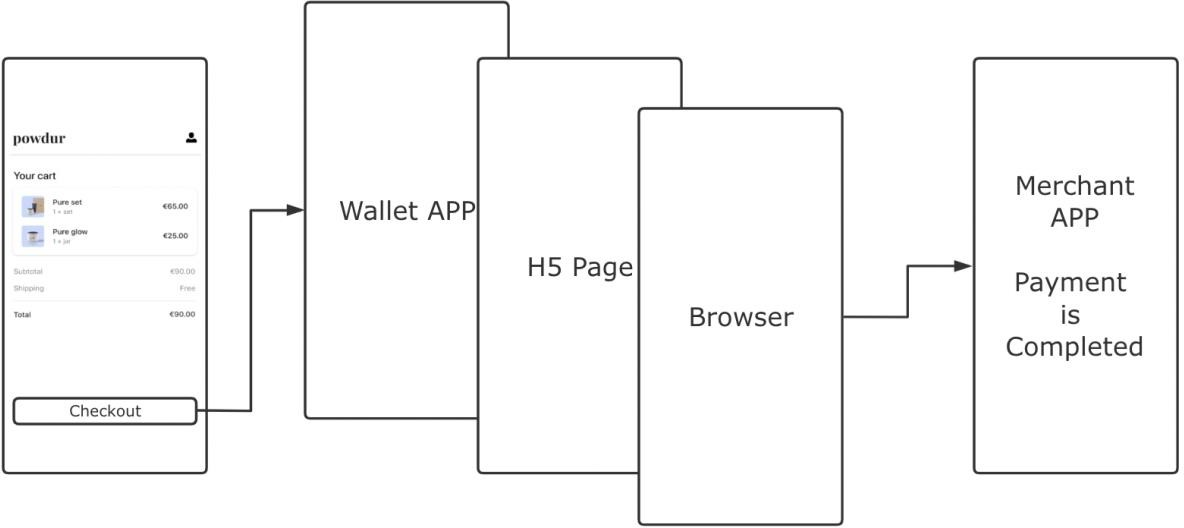 powdur
Your cart
Pure set €65.00
1 × set
Pure glow €25.00
1 × jar
Subtotal €90.00
Shipping Free
Total €90.00
Checkout
Wallet APP
H5 Page
Browser
Merchant
APP
Payment
is
Completed